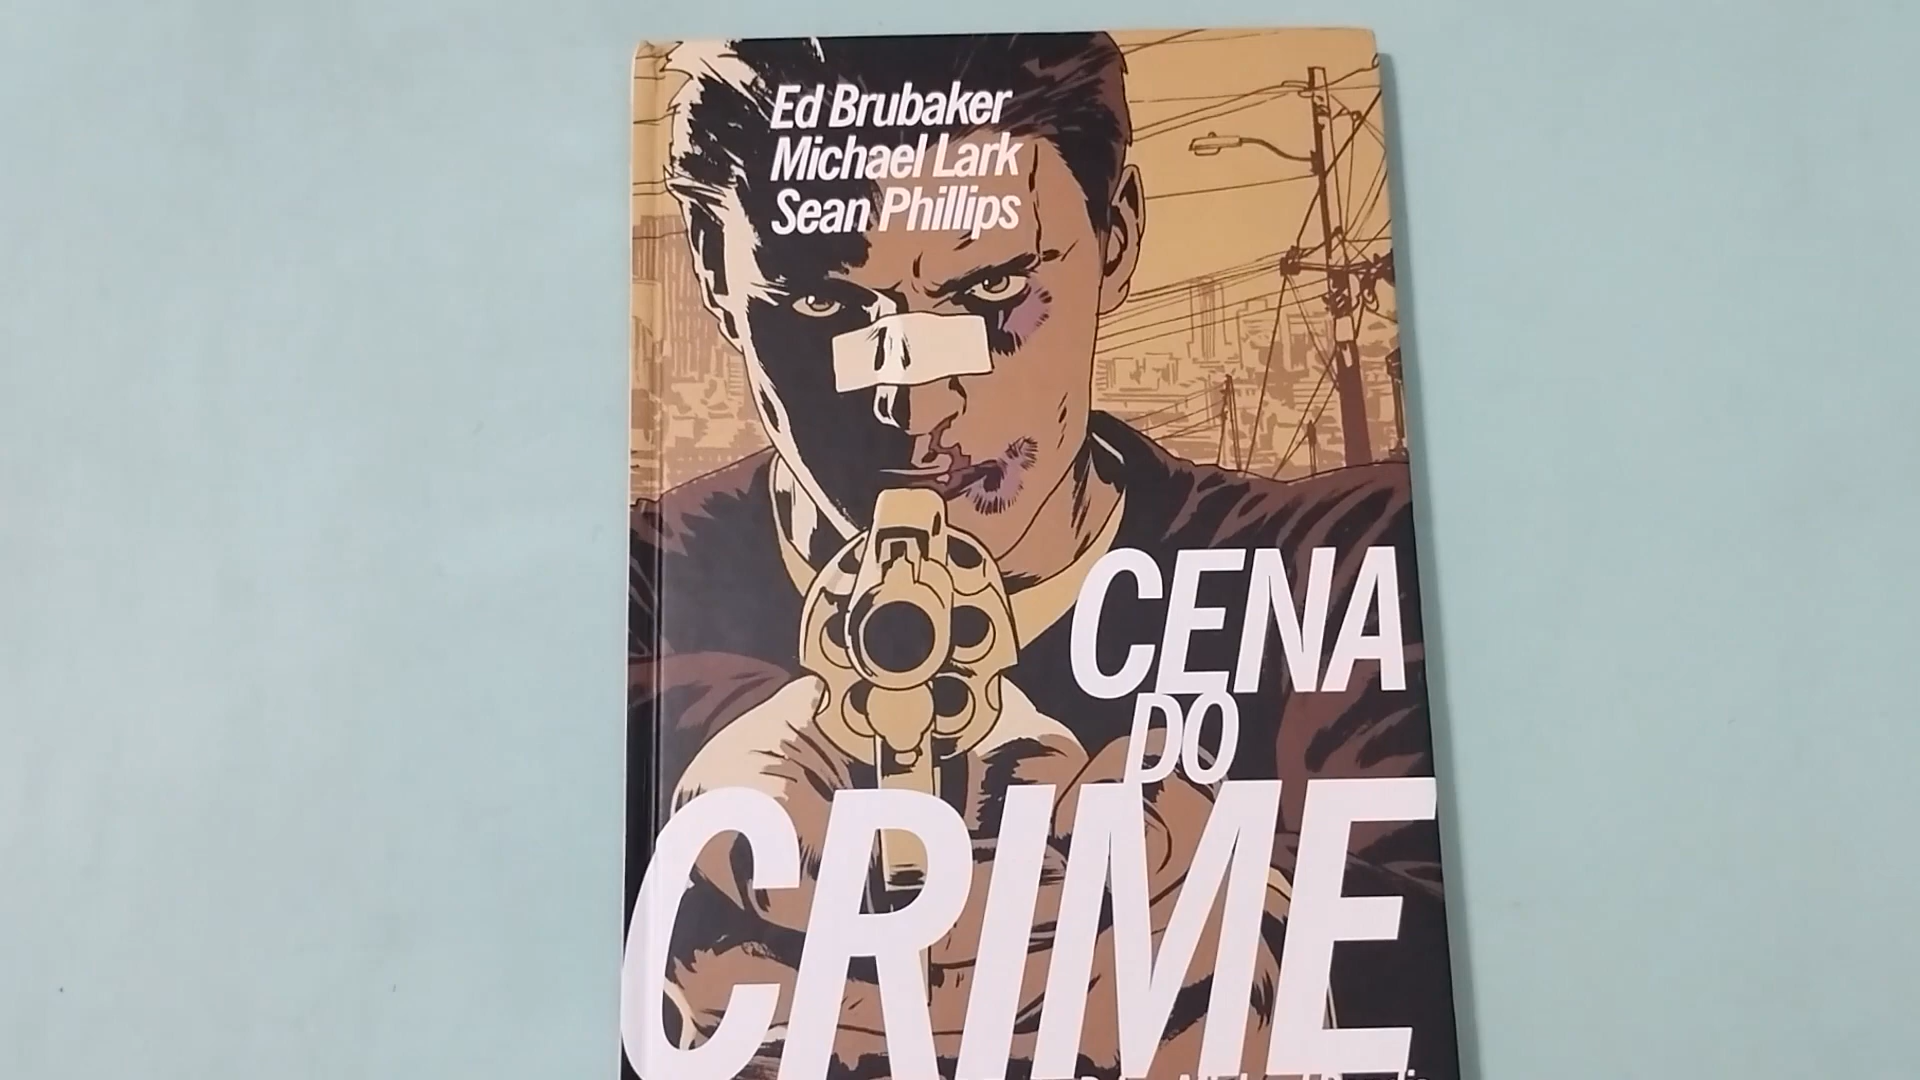 Ed Brubaker
Michael Lark
Sean Phillips
CENA
DO
CRIME